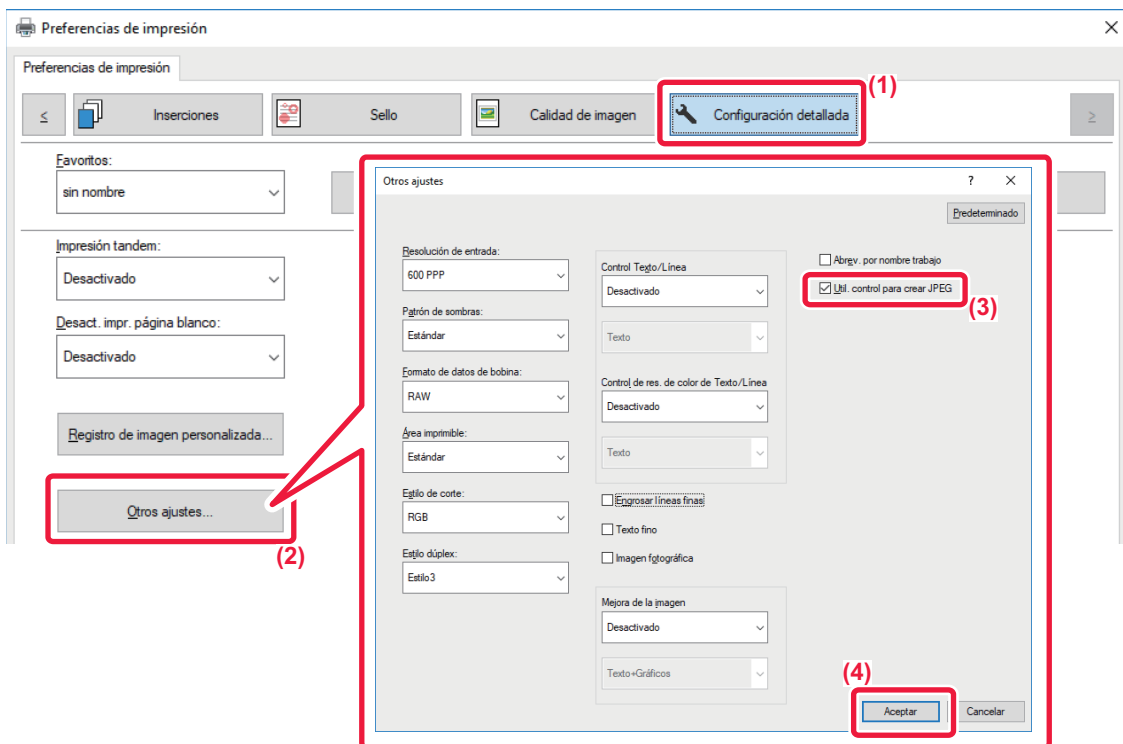 Preferencias de impresión
Preferencias de impresión
(1)
<
Inserciones
Sello
Calidad de imagen
Configuración detallada
>
Favoritos:
sin nombre
Impresión tandem:
Desactivado
Desact. impr. página blanco:
Desactivado
Registro de imagen personalizada...
Otros ajustes...
(2)
Otros ajustes
?
Predeterminado
Resolución de entrada:
600 PPP
Patrón de sombras:
Estándar
Formato de datos de bobina:
RAW
Área imprimible:
Estándar
Estilo de corte:
RGB
Estilo dúplex:
Estilo3
Control Texto/Línea
Desactivado
Texto
Control de res. de color de Texto/Línea
Desactivado
Texto
Engrosar líneas finas
Texto fino
Imagen fotográfica
Mejora de la imagen
Desactivado
Texto+Gráficos
Abrev. por nombre trabajo
Util. control para crear JPEG
(3)
(4)
Aceptar
Cancelar